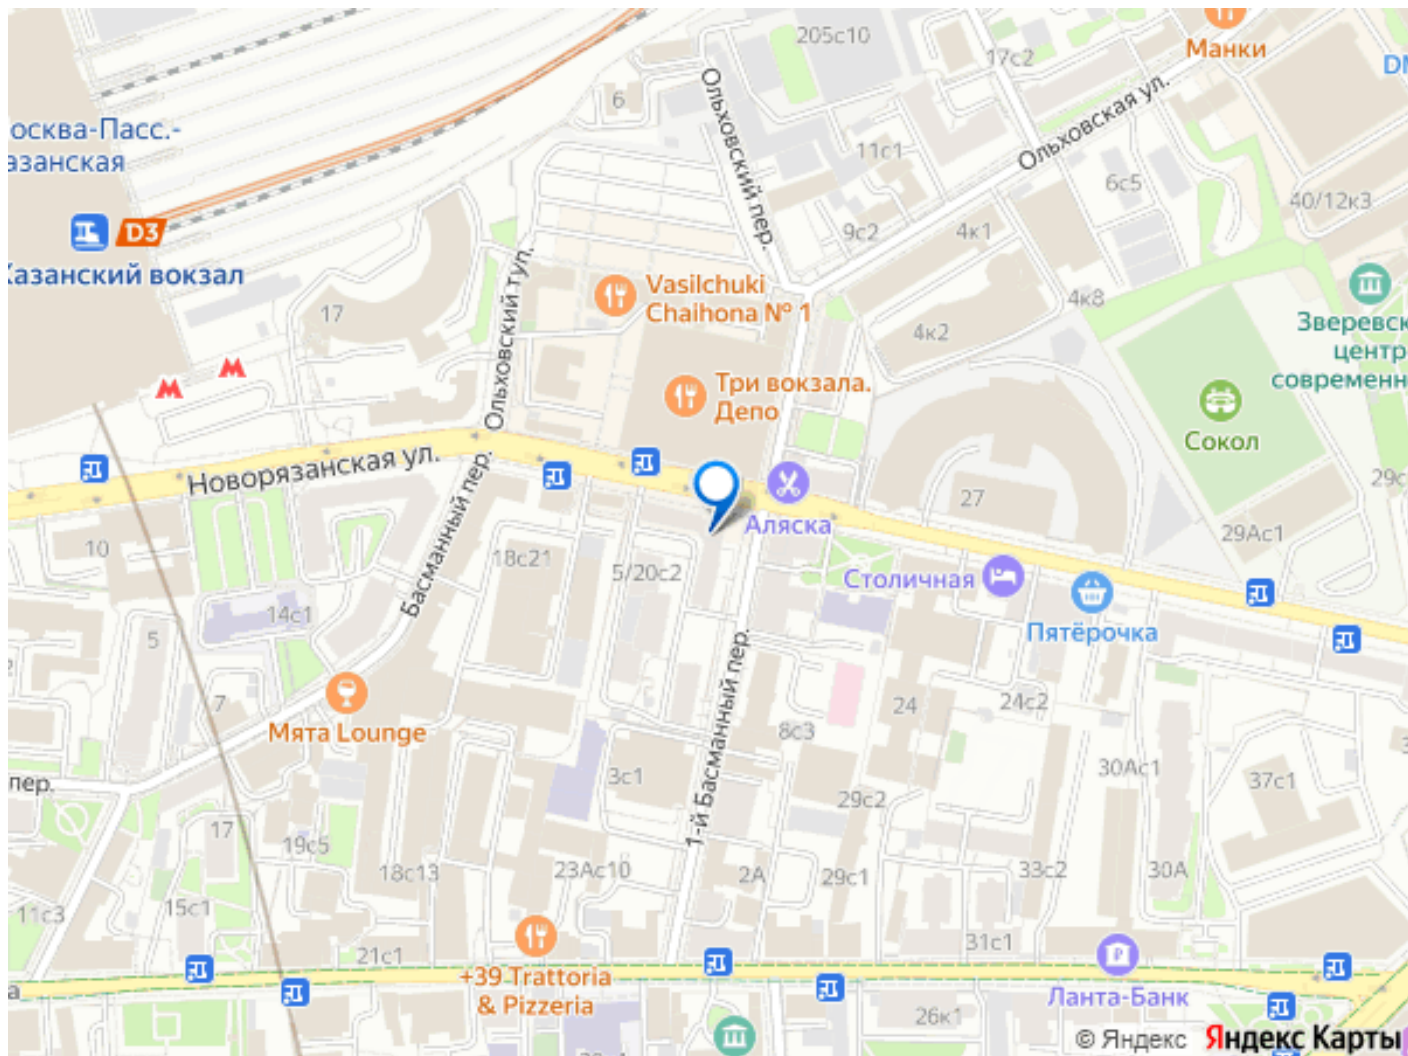 205с10
17с2
Манки
6
Ольховский пер.
Ольховская ул.
11с1
6с5
40/12к3
осква-Пасс.-
азанская
D3
Казанский вокзал
9с2
4к1
4к8
4к2
17
Ольховский туп.
Vasilchuki
Chaihona № 1
Три вокзала.
Депо
Зверевск
центр
современн
Сокол
Новорязанская ул.
Басманный пер.
Аляска
27
29с
29Ас1
10
18с21
5/20с2
14с1
5
7
Столичная
Пятёрочка
Мята Lounge
1-й Басманный пер.
24
24с2
8с3
3с1
30Ас1
37с1
29с2
пер.
17
19с5
18с13
23Ас10
2А
29с1
33с2
30А
15с1
11с3
21с1
31с1
+39 Trattoria
& Pizzeria
Ланта-Банк
а
26к1
© Яндекс Яндекс Карты